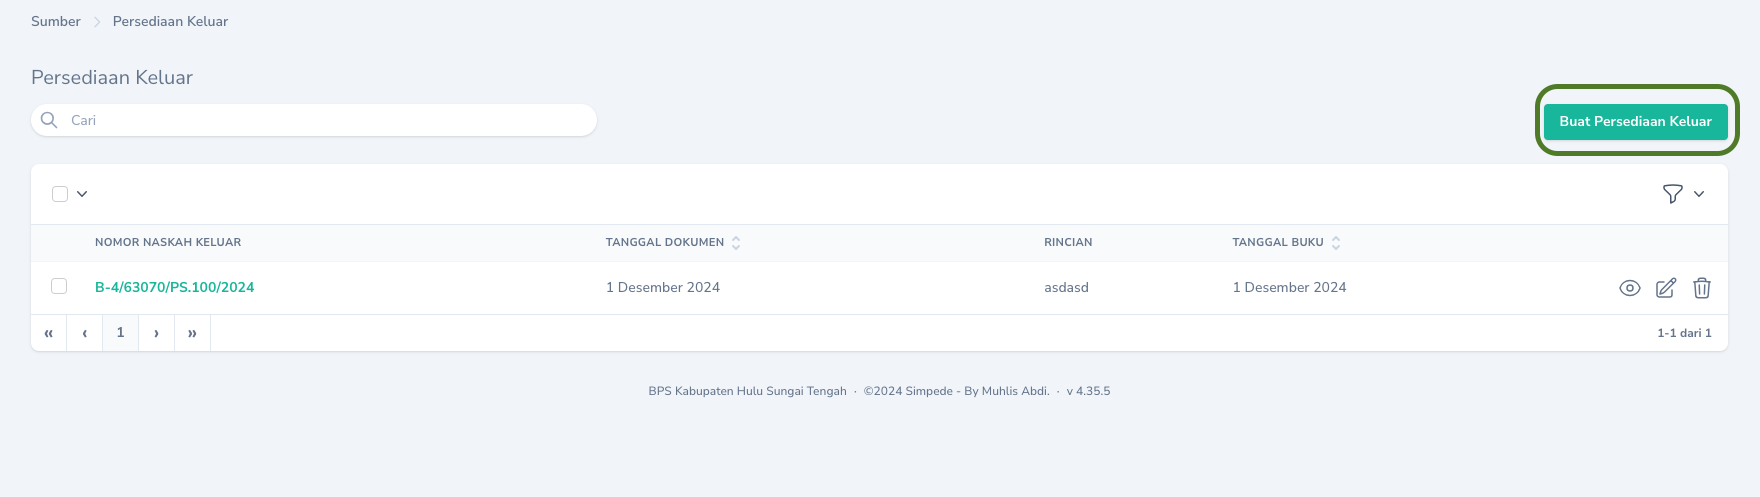 Sumber > Persediaan Keluar
Persediaan Keluar
Cari
Buat Persediaan Keluar
NOMOR NASKAH KELUAR TANGGAL DOKUMEN RINCIAN TANGGAL BUKU
B-4/63070/PS.100/2024 1 Desember 2024 asdasd 1 Desember 2024
« ‹ 1 › » 1-1 dari 1
BPS Kabupaten Hulu Sungai Tengah · ©2024 Simpede - By Muhlis Abdi. · v 4.35.5